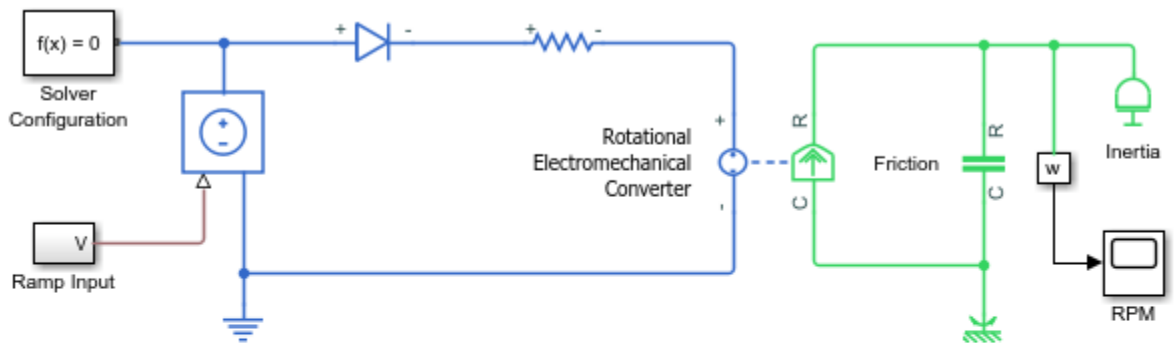 f(x) = 0
Solver
Configuration
+ -
+ -
+
-
V
Ramp Input
Rotational
Electromechanical
Converter
+
-
R
C
Friction
R
C
w
Inertia
RPM